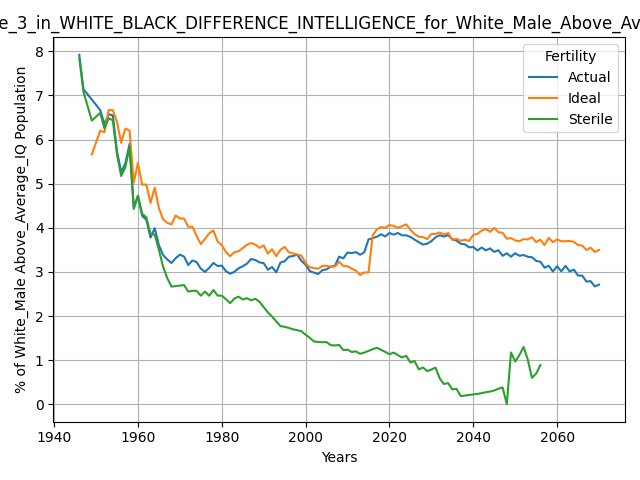 e_3_in_WHITE_BLACK_DIFFERENCE_INTELLIGENCE_for_White_Male_Above_Av
% of White_Male Above_Average_IQ Population
8
7
6
5
4
3
2
1
0
Fertility
Actual
Ideal
Sterile
1940
1960
1980
2000
2020
2040
2060
Years